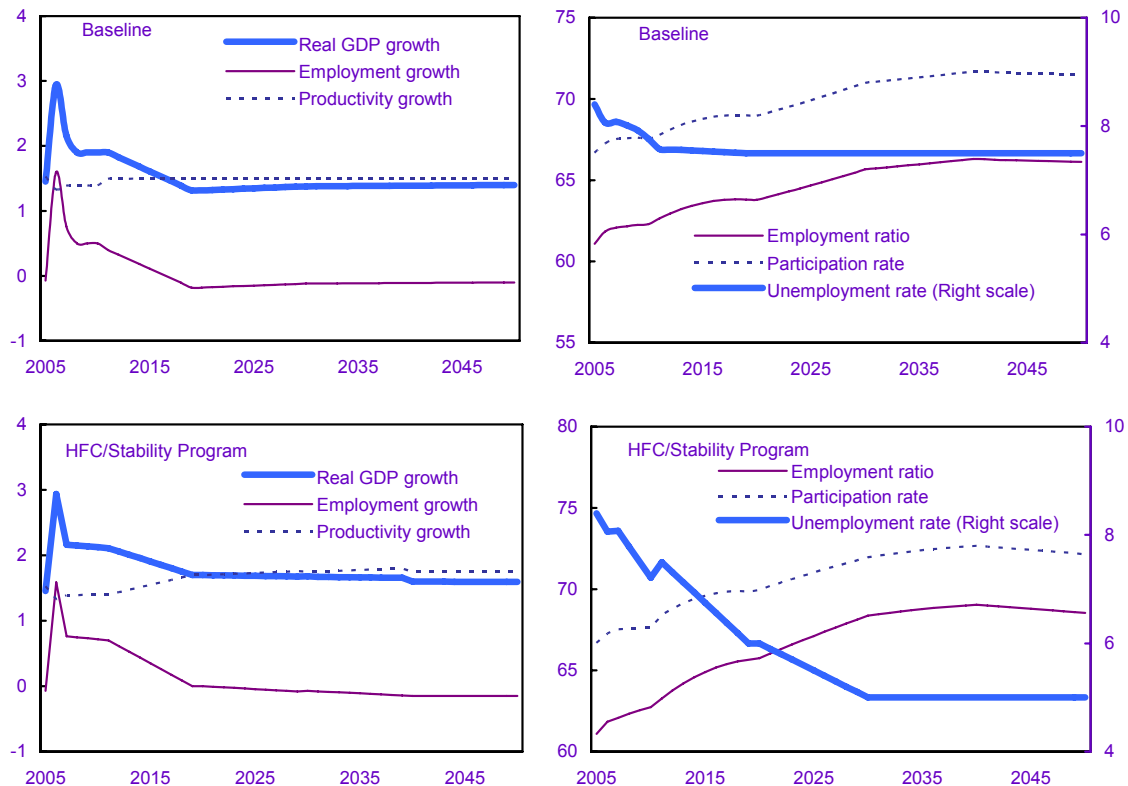 Baseline
Real GDP growth
Employment growth
Productivity growth
4
3
2
1
0
-1
2005 2015 2025 2035 2045
Baseline
Employment ratio
Participation rate
Unemployment rate (Right scale)
75
70
65
60
55
10
8
6
4
2005 2015 2025 2035 2045
HFC/Stability Program
Real GDP growth
Employment growth
Productivity growth
4
3
2
1
0
-1
2005 2015 2025 2035 2045
HFC/Stability Program
Employment ratio
Participation rate
Unemployment rate (Right scale)
80
75
70
65
60
10
8
6
4
2005 2015 2025 2035 2045